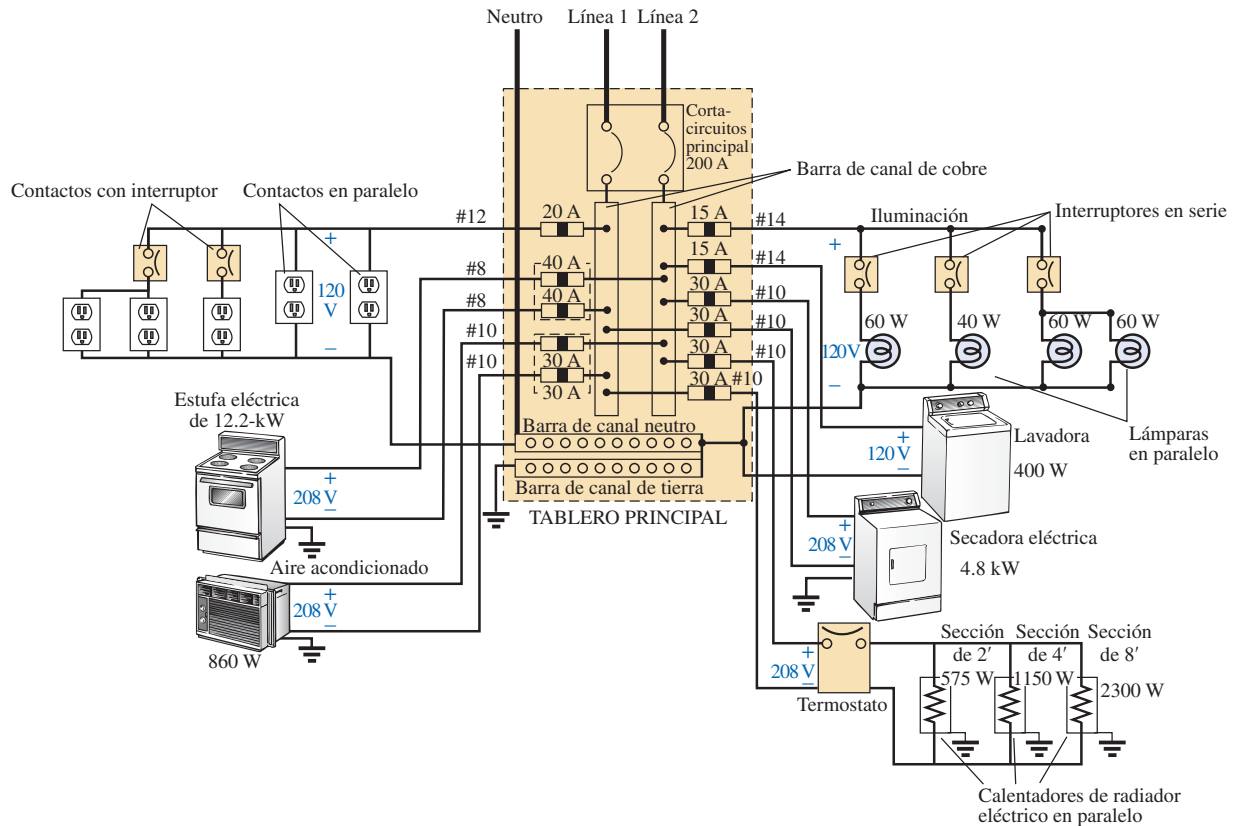 Neutro
Línea 1
Línea 2
Corta-
circuitos
principal
200 A
Barra de canal de cobre
Contactos con interruptor
Contactos en paralelo
#12
20 A
15 A
#14
Iluminación
Interruptores en serie
+
120
V
–
#8
40 A
15 A
#14
#8
40 A
30 A
#10
#10
30 A
#10
#10
30 A
30 A
30 A
#10
30 A
#10
+
120V
–
60 W
40 W
60 W
60 W
Estufa eléctrica
de 12.2-kW
+
208 V
–
Barra de canal neutro
Barra de canal de tierra
TABLERO PRINCIPAL
+
120 V
–
Lavadora
400 W
Lámparas
en paralelo
Aire acondicionado
+
208 V
–
860 W
+
208 V
–
Secadora eléctrica
4.8 kW
+
208 V
–
Termostato
Sección
de 2′
575 W
Sección
de 4′
1150 W
Sección
de 8′
2300 W
Calentadores de radiador
eléctrico en paralelo